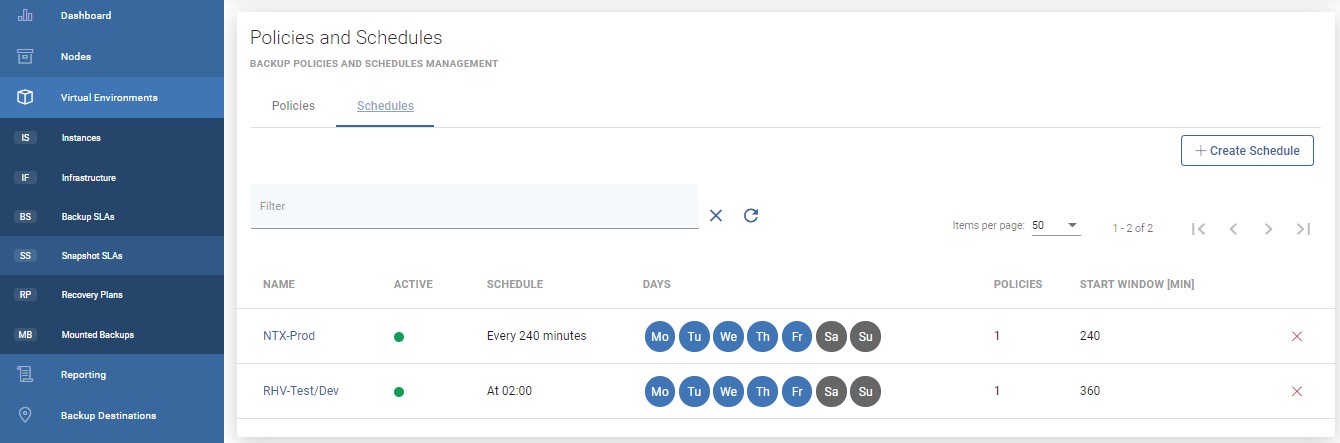 Dashboard
Nodes
Virtual Environments
IS Instances
IF Infrastructure
BS Backup SLAs
SS Snapshot SLAs
RP Recovery Plans
MB Mounted Backups
Reporting
Backup Destinations
Policies and Schedules
BACKUP POLICIES AND SCHEDULES MANAGEMENT
Policies Schedules
+ Create Schedule
Filter
Items per page: 50 1 - 2 of 2
NAME ACTIVE SCHEDULE DAYS POLICIES START WINDOW [MIN]
NTX-Prod Every 240 minutes Mo Tu We Th Fr Sa Su 1 240
RHV-Test/Dev At 02:00 Mo Tu We Th Fr Sa Su 1 360